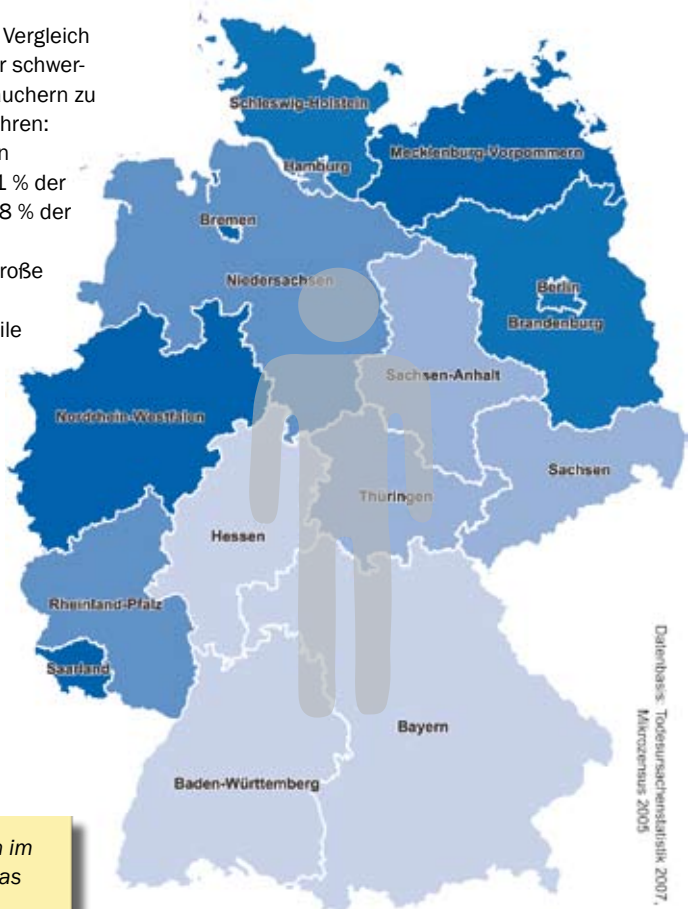 Vergleich
r schwer-
uchern zu
hren:
n
1 % der
8 % der
roße
ile
Schleswig-Holstein
Hamburg
Mecklenburg-Vorpommern
Bremen
Niedersachsen
Berlin
Brandenburg
Sachsen-Anhalt
Nordrhein-Westfalen
Sachsen
Thüringen
Hessen
Rheinland-Pfalz
Saarland
Bayern
Baden-Württemberg
Datenbasis: Todesursachenstatistik 2007,
Mikrozensus 2005
n im
as